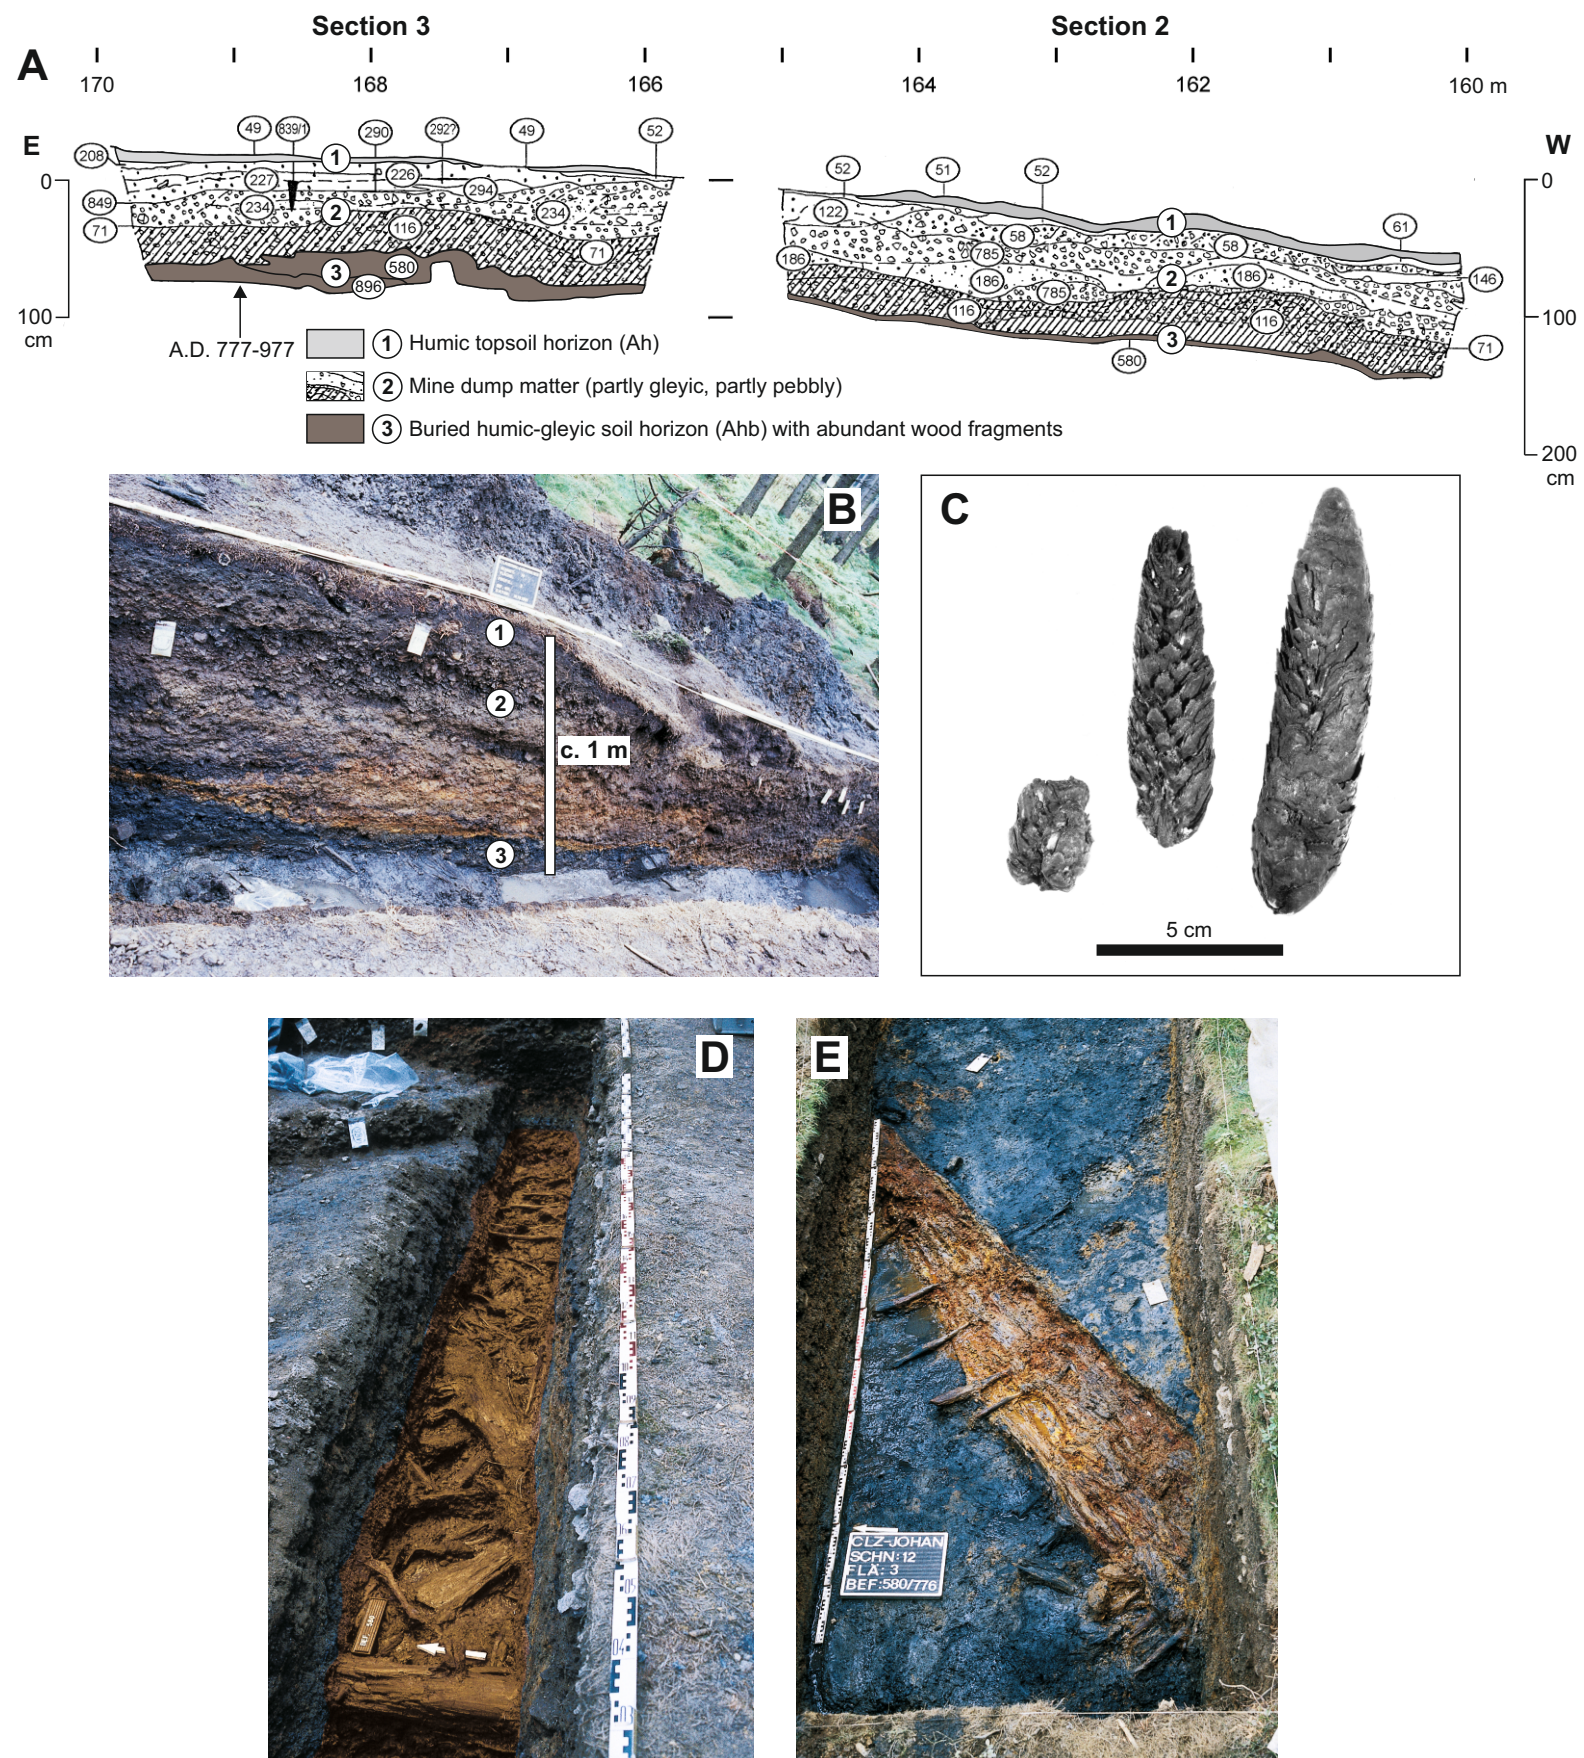 Section 3
Section 2
A
170
168
166
164
162
160 m
E
W
49
839/1
290
292?
49
52
208
1
227
226
294
849
234
2
234
71
116
71
580
3
896
0
100
cm
A.D. 777-977
52
51
52
122
1
61
58
58
186
785
186
2
186
146
785
116
116
3
71
580
0
100
200
cm
1 Humic topsoil horizon (Ah)
2 Mine dump matter (partly gleyic, partly pebbly)
3 Buried humic-gleyic soil horizon (Ahb) with abundant wood fragments
B
1
2
c. 1 m
3
C
5 cm
D
04
03
E
CLZ-JOHAN
SCHN:12
FLÄ: 3
BEF:580/776